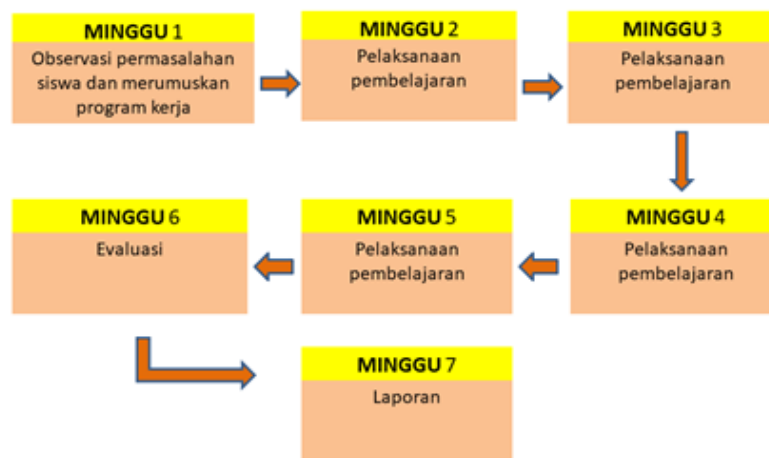 MINGGU 1
Observasi permasalahan
siswa dan merumuskan
program kerja
MINGGU 2
Pelaksanaan
pembelajaran
MINGGU 3
Pelaksanaan
pembelajaran
MINGGU 4
Pelaksanaan
pembelajaran
MINGGU 5
Pelaksanaan
pembelajaran
MINGGU 6
Evaluasi
MINGGU 7
Laporan